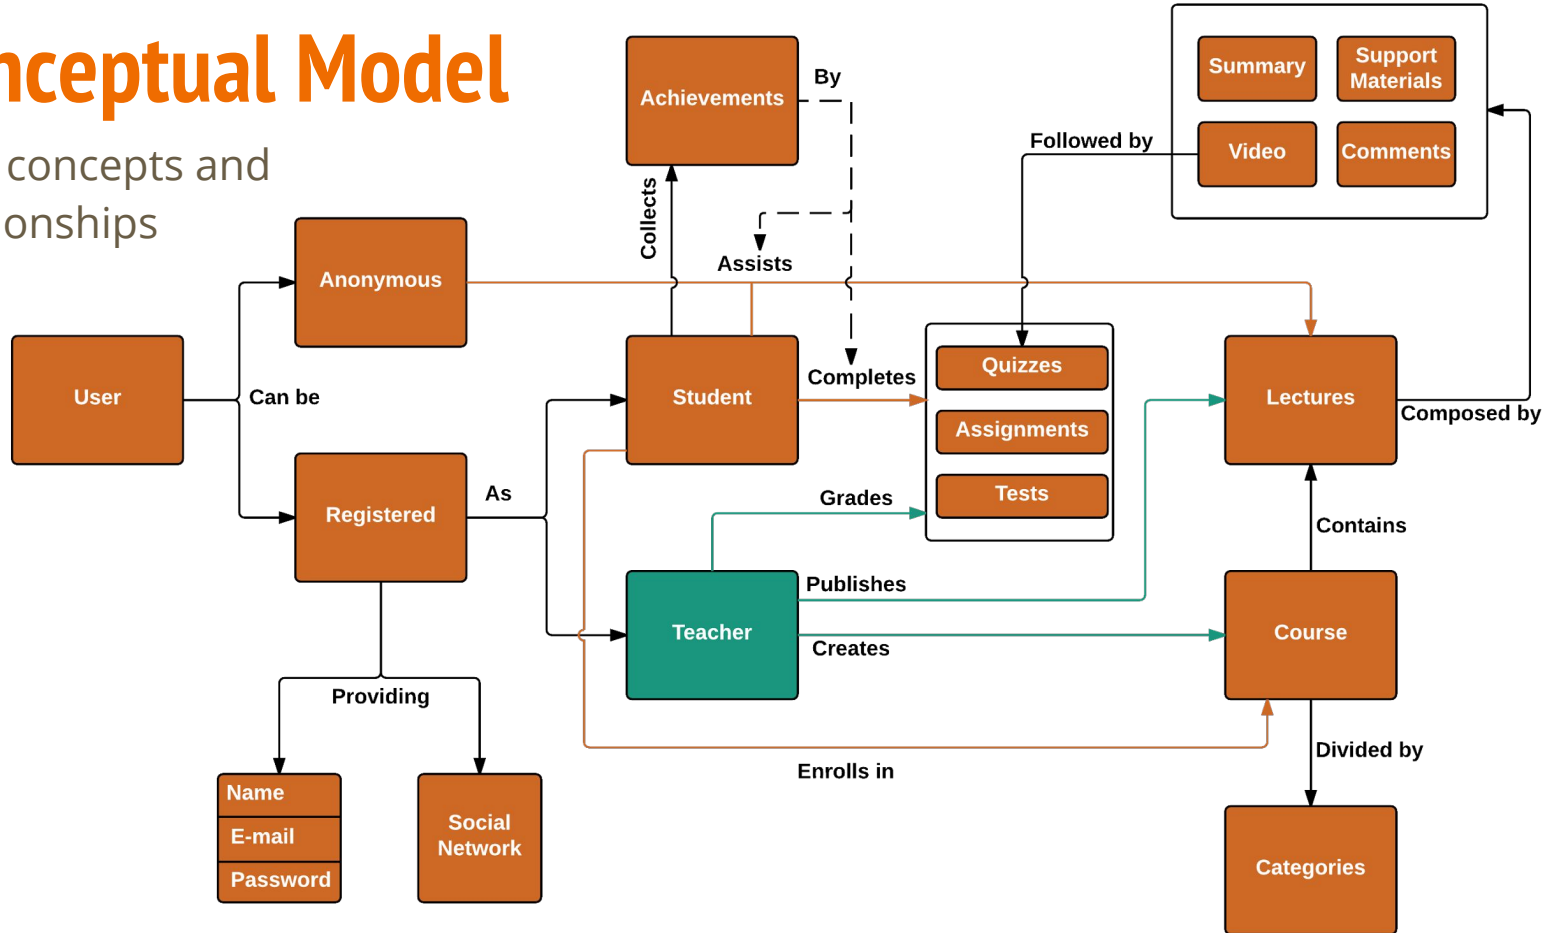 nceptual Model
concepts and
onships
Achievements
By
Summary
Support
Materials
Video
Comments
Followed by
Collects
Assists
Anonymous
User
Can be
Student
Completes
Quizzes
Assignments
Tests
Lectures
Composed by
Registered
As
Grades
Contains
Teacher
Publishes
Creates
Course
Providing
Enrolls in
Divided by
Name
E-mail
Password
Social
Network
Categories